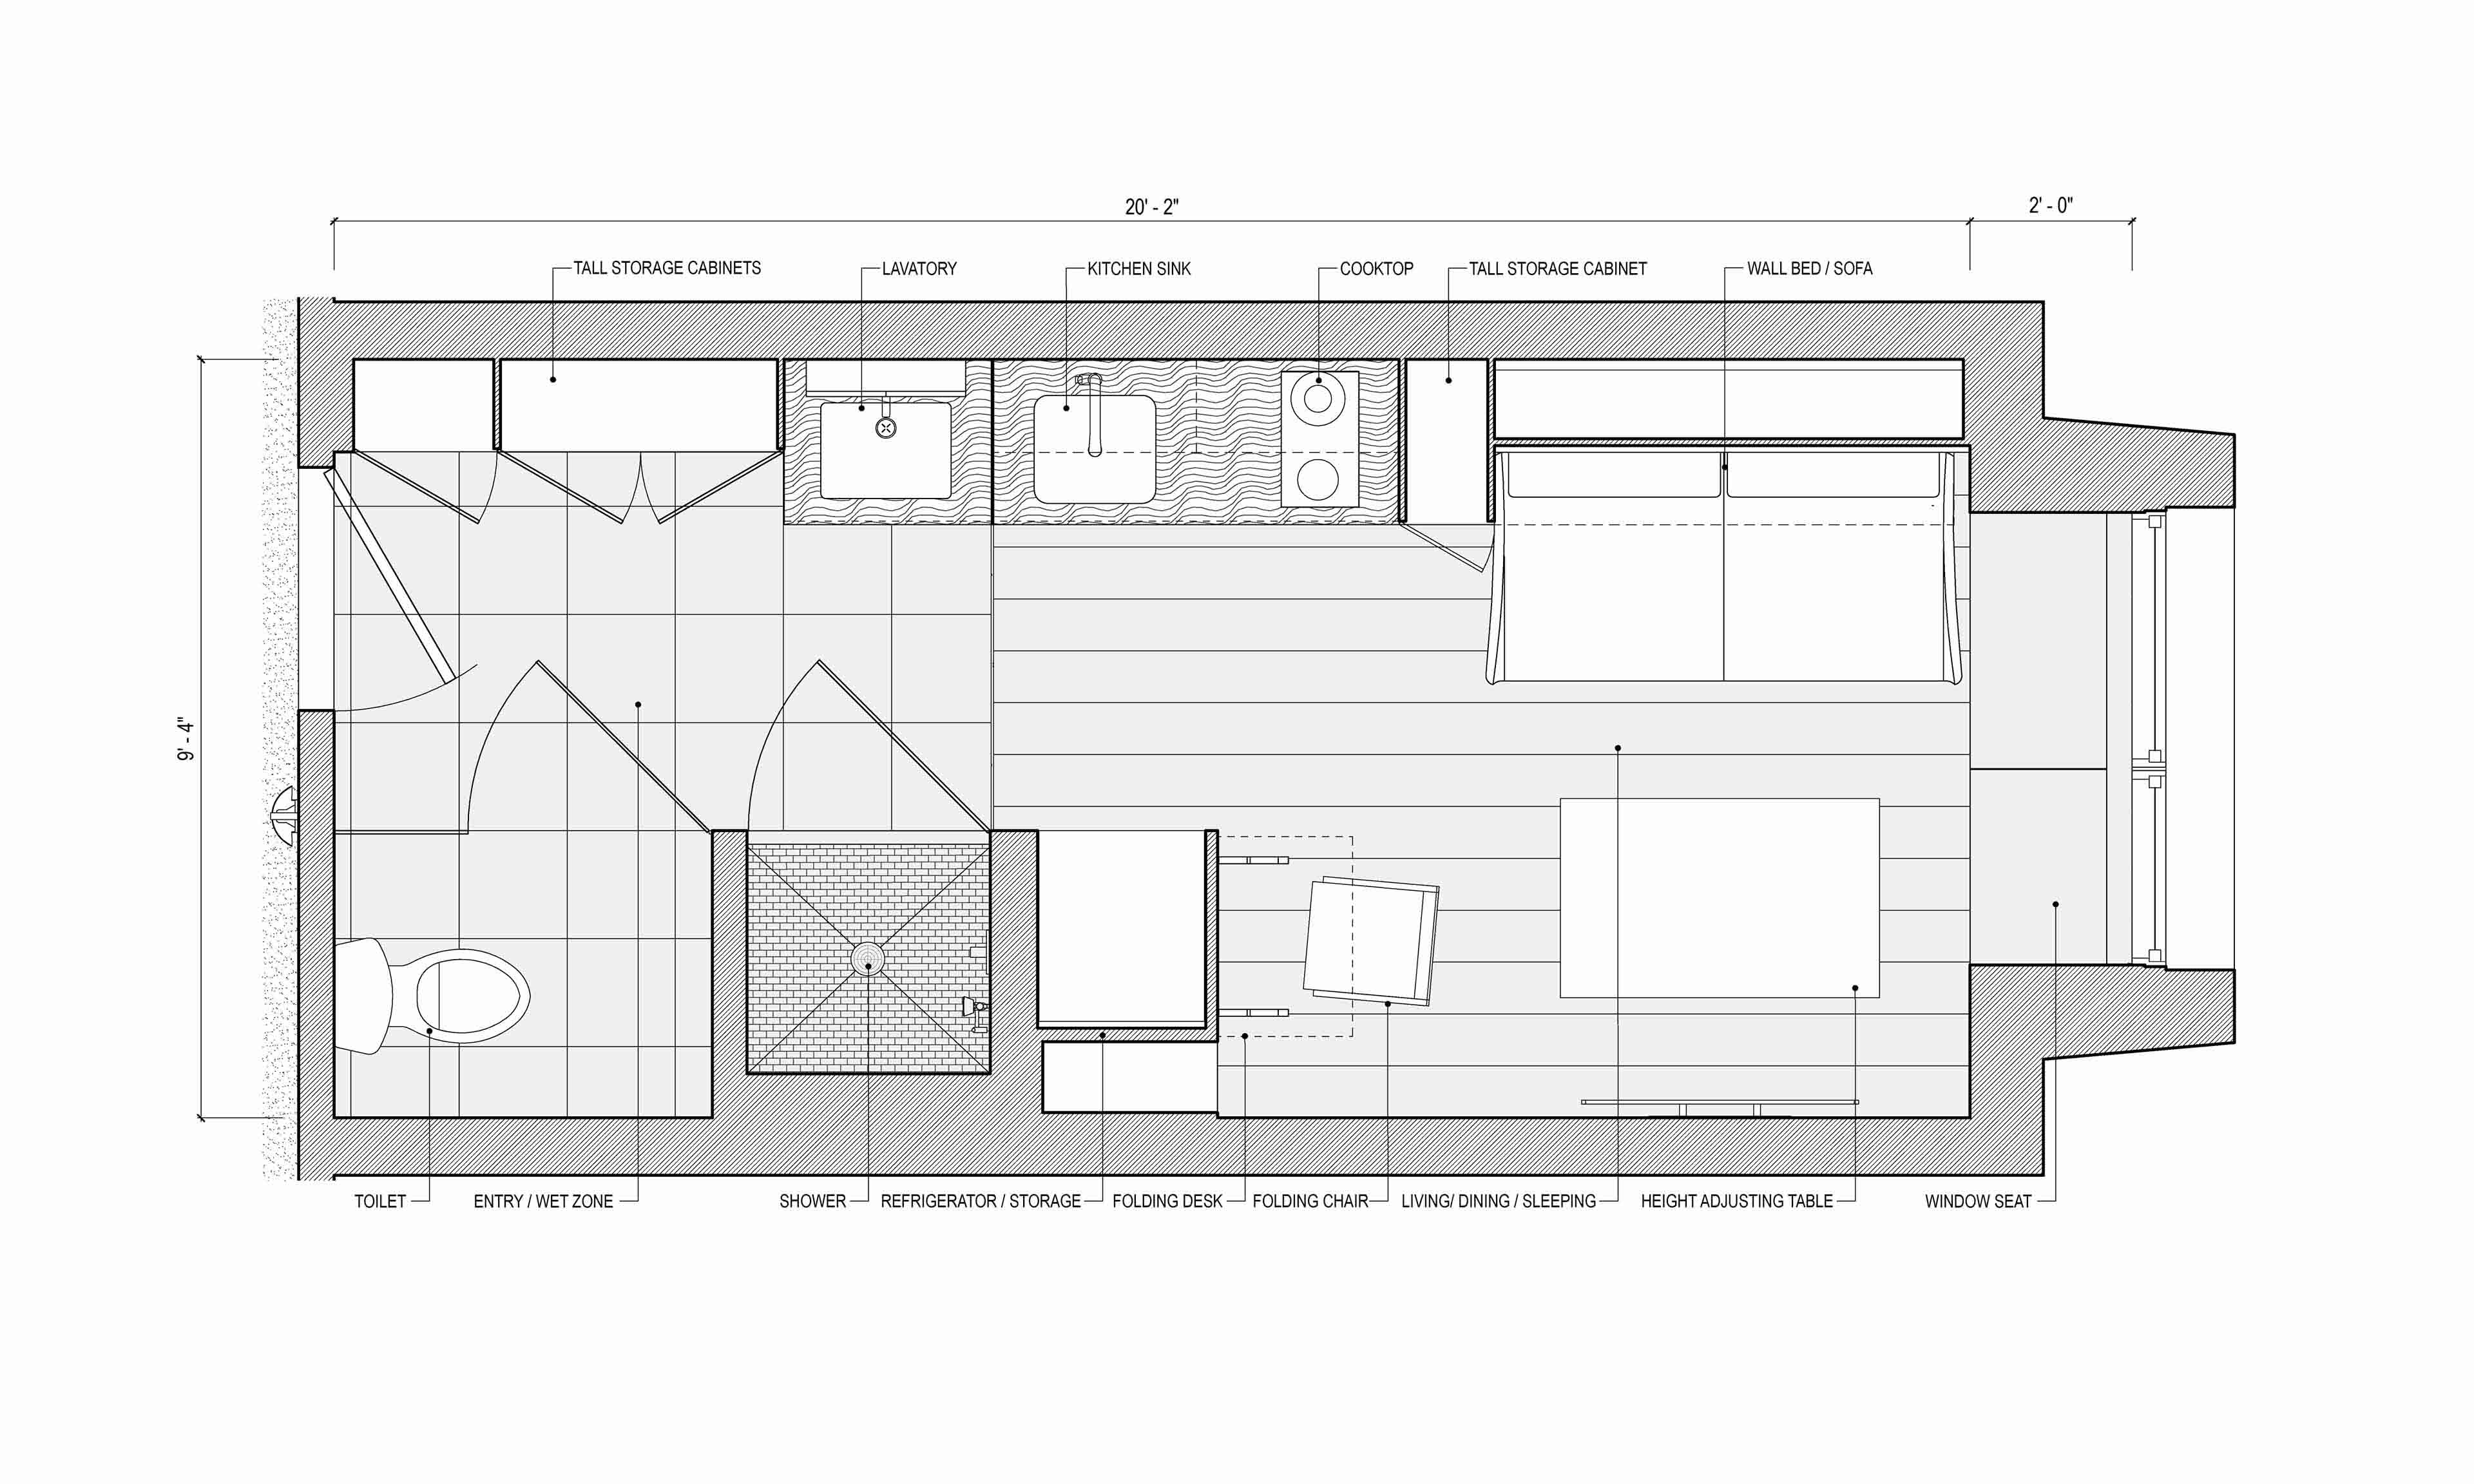 20' - 2"
2' - 0"
TALL STORAGE CABINETS
LAVATORY
KITCHEN SINK
COOKTOP
TALL STORAGE CABINET
WALL BED / SOFA
9' - 4"
TOILET
ENTRY / WET ZONE
SHOWER
REFRIGERATOR / STORAGE
FOLDING DESK
FOLDING CHAIR
LIVING/ DINING / SLEEPING
HEIGHT ADJUSTING TABLE
WINDOW SEAT